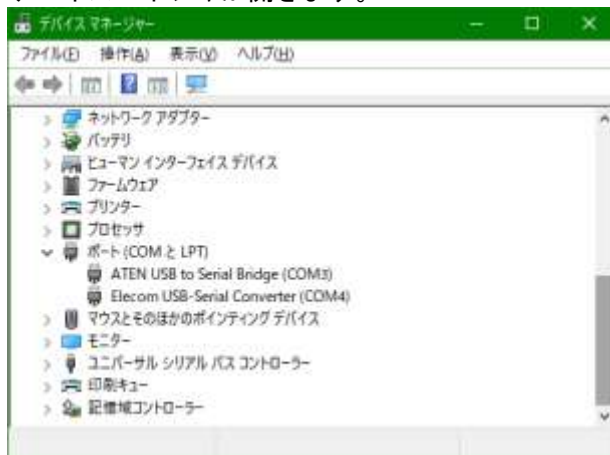 デバイス マネージャー
ファイル(F) 操作(A) 表示(V) ヘルプ(H)
ネットワーク アダプター
バッテリ
ヒューマン インターフェイス デバイス
ファームウェア
プリンター
プロセッサ
ポート (COM と LPT)
ATEN USB to Serial Bridge (COM3)
Elecom USB-Serial Converter (COM4)
マウスとそのほかのポインティング デバイス
モニター
ユニバーサル シリアル バス コントローラー
印刷キュー
記憶域コントローラー